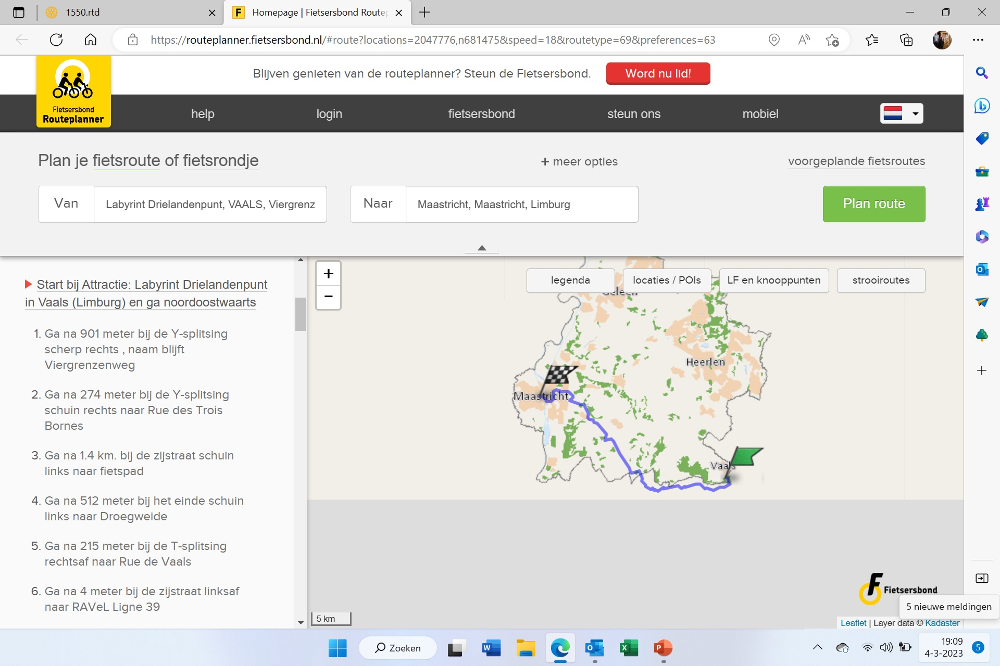 1550.rtd
Homepage | Fietsersbond Routep
https://routeplanner.fietsersbond.nl/#route?locations=2047776,n681475&speed=18&routetype=69&preferences=63
Fietsersbond
Routeplanner
Blijven genieten van de routeplanner? Steun de Fietsersbond.
Word nu lid!
help
login
fietsersbond
steun ons
mobiel
Plan je fietsroute of fietsrondje
+ meer opties
voorgeplande fietsroutes
Van
Labyrint Drielandenpunt, VAALS, Viergrenz
Naar
Maastricht, Maastricht, Limburg
Plan route
Start bij Attractie: Labyrint Drielandenpunt
in Vaals (Limburg) en ga noordoostwaarts
1. Ga na 901 meter bij de Y-splitsing
scherp rechts , naam blijft
Viergrenzenweg
2. Ga na 274 meter bij de Y-splitsing
schuin rechts naar Rue des Trois
Bornes
3. Ga na 1.4 km. bij de zijstraat schuin
links naar fietspad
4. Ga na 512 meter bij het einde schuin
links naar Droegweide
5. Ga na 215 meter bij de T-splitsing
rechtsaf naar Rue de Vaals
6. Ga na 4 meter bij de zijstraat linksaf
naar RAVeL Ligne 39
+
−
legenda
locaties / POIs
LF en knooppunten
strooiroutes
Geleen
Heerlen
Maastricht
Vaals
Fietsersbond
5 nieuwe meldingen
5 km
Leaflet | Layer data © Kadaster
Zoeken
19:09
4-3-2023
5